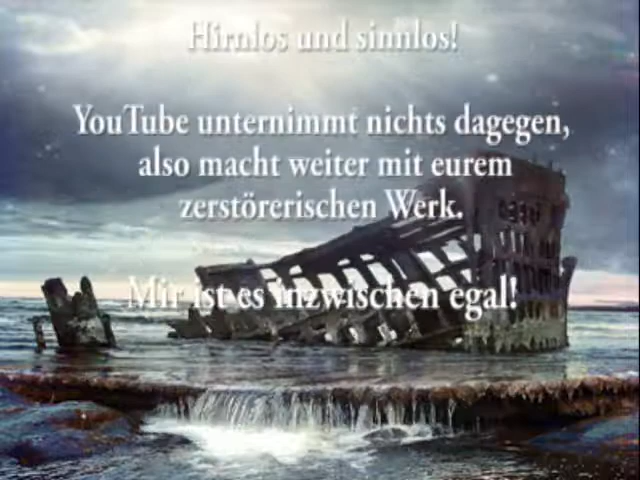 Hirnlos und sinnlos!
YouTube unternimmt nichts dagegen,
also macht weiter mit eurem
zerstörerischen Werk.
Mir ist es inzwischen egal!